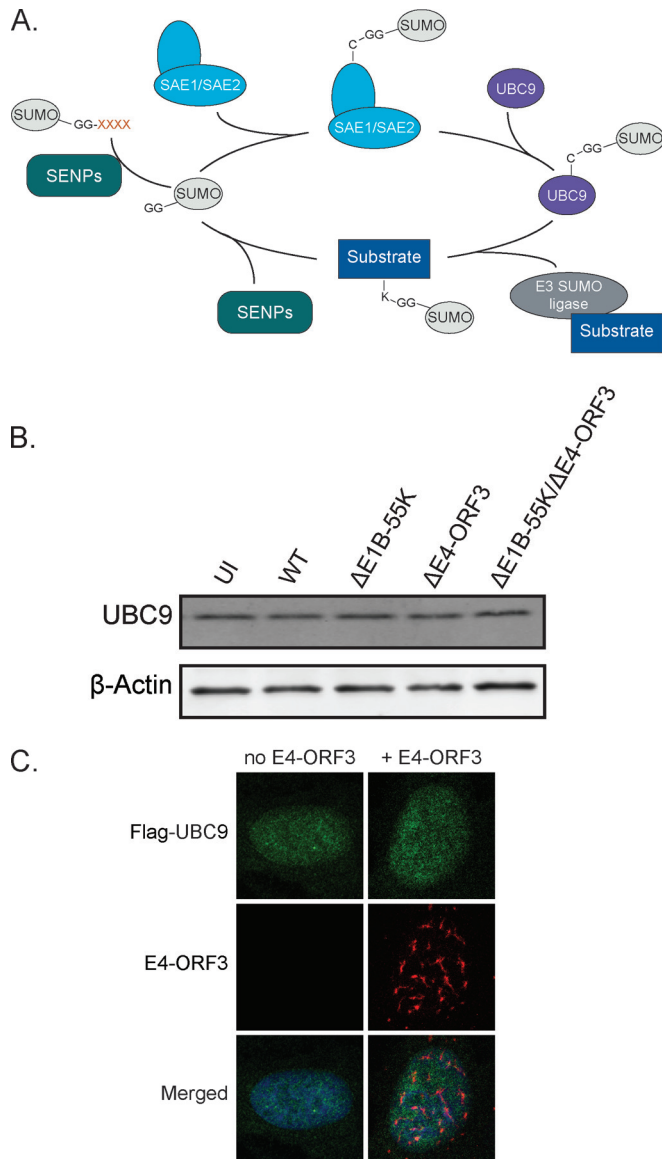 A.
SUMO
C GG
SAE1/SAE2
SAE1/SAE2
UBC9
SUMO
GG-XXXX
SENPs
GG
SUMO
SUMO
C GG
UBC9
Substrate
K GG
SUMO
SENPs
E3 SUMO
ligase
Substrate
B.
UI
WT
ΔE1B-55K
ΔE4-ORF3
ΔE1B-55K/ΔE4-ORF3
UBC9
β-Actin
C.
no E4-ORF3
+ E4-ORF3
Flag-UBC9
E4-ORF3
Merged